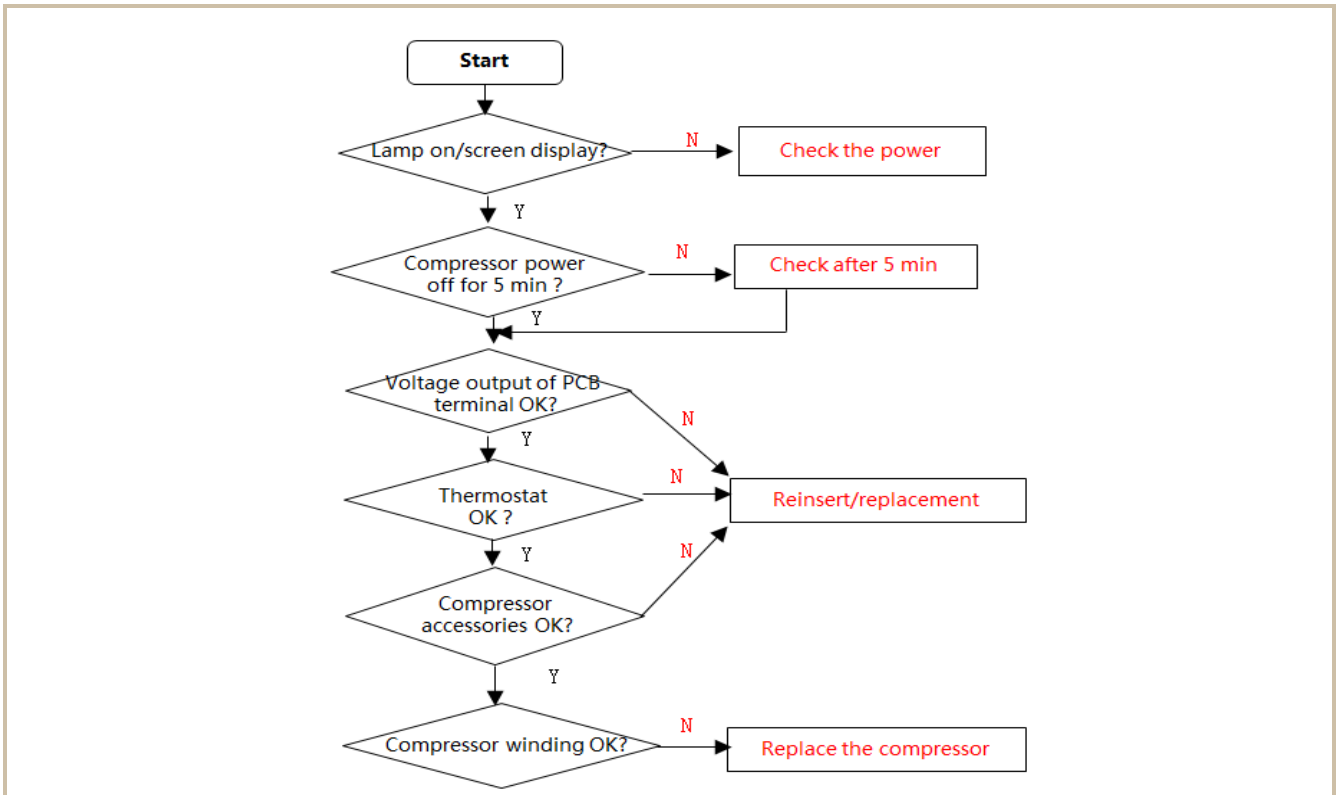 Start
Lamp on/screen display?
N
Check the power
Y
Compressor power
off for 5 min ?
N
Check after 5 min
Y
Voltage output of PCB
terminal OK?
N
Y
Thermostat
OK ?
N
Reinsert/replacement
Y
N
Compressor
accessories OK?
Y
Compressor winding OK?
N
Replace the compressor